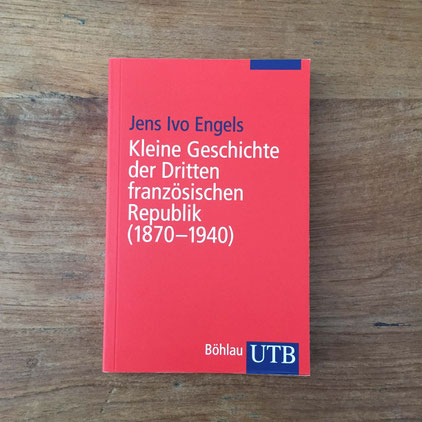 Jens Ivo Engels
Kleine Geschichte
der Dritten
französischen
Republik
(1870–1940)
Böhlau UTB